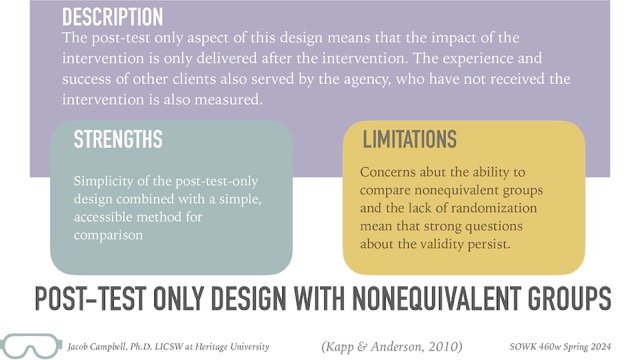 DESCRIPTION
The post-test only aspect of this design means that the impact of the
intervention is only delivered after the intervention. The experience and
success of other clients also served by the agency, who have not received the
intervention is also measured.
STRENGTHS
Simplicity of the post-test-only
design combined with a simple,
accessible method for
comparison
LIMITATIONS
Concerns abut the ability to
compare nonequivalent groups
and the lack of randomization
mean that strong questions
about the validity persist.
POST-TEST ONLY DESIGN WITH NONEQUIVALENT GROUPS
Jacob Campbell, Ph.D. LICSW at Heritage University
(Kapp & Anderson, 2010)
SOWK 460w Spring 2024